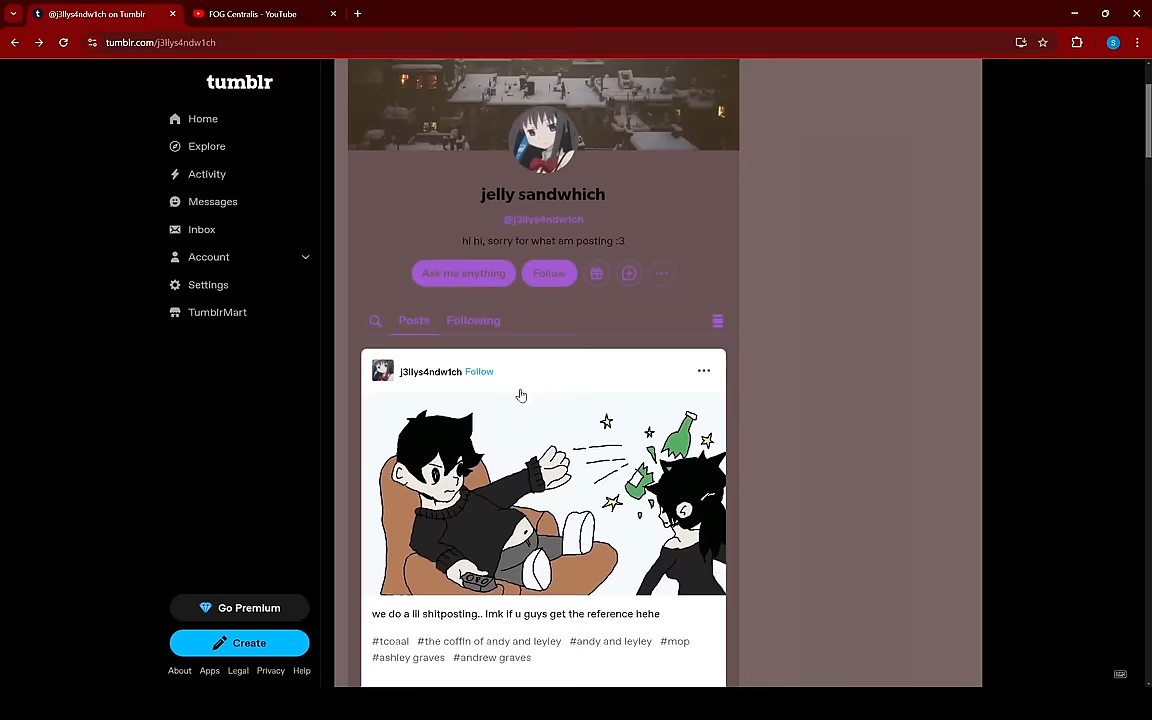 @j3llys4ndw1ch on Tumblr
FOG Centralis - YouTube
tumblr.com/j3llys4ndw1ch
S
tumblr
Home
Explore
Activity
Messages
Inbox
Account
Settings
TumblrMart
Go Premium
Create
About Apps Legal Privacy Help
jelly sandwhich
@j3llys4ndw1ch
hi hi, sorry for what am posting :3
Ask me anything Follow
Posts Following
j3llys4ndw1ch Follow
we do a lil shitposting.. lmk if u guys get the reference hehe
#tcoaal #the coffin of andy and leyley #andy and leyley #mop
#ashley graves #andrew graves